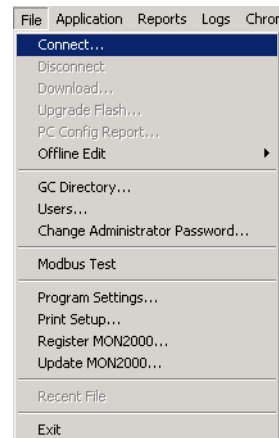 File Application Reports Logs Chror
Connect...
Disconnect
Download...
Upgrade Flash...
PC Config Report...
Offline Edit
GC Directory...
Users...
Change Administrator Password...
Modbus Test
Program Settings...
Print Setup...
Register MON2000...
Update MON2000...
Recent File
Exit